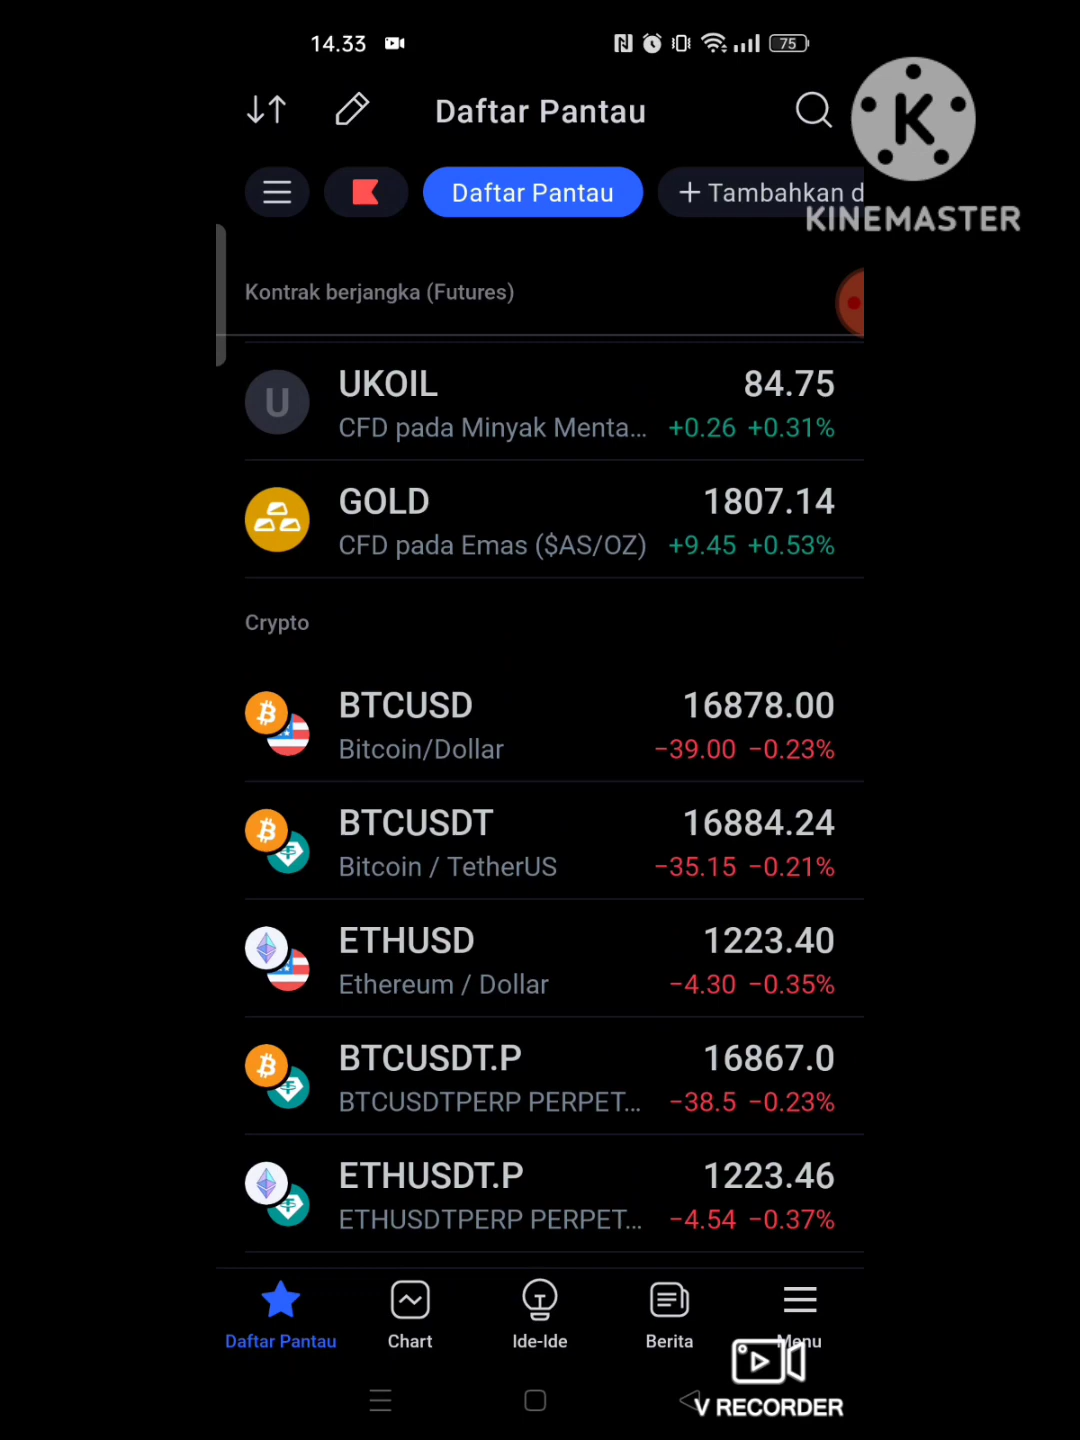 14.33
75
Daftar Pantau
K
KINEMASTER
Daftar Pantau
+ Tambahkan d
Kontrak berjangka (Futures)
U
UKOIL 84.75
CFD pada Minyak Menta... +0.26 +0.31%
GOLD 1807.14
CFD pada Emas ($AS/OZ) +9.45 +0.53%
Crypto
BTCUSD 16878.00
Bitcoin/Dollar −39.00 −0.23%
BTCUSDT 16884.24
Bitcoin / TetherUS −35.15 −0.21%
ETHUSD 1223.40
Ethereum / Dollar −4.30 −0.35%
BTCUSDT.P 16867.0
BTCUSDTPERP PERPET... −38.5 −0.23%
ETHUSDT.P 1223.46
ETHUSDTPERP PERPET... −4.54 −0.37%
Daftar Pantau Chart Ide-Ide Berita Menu
V RECORDER